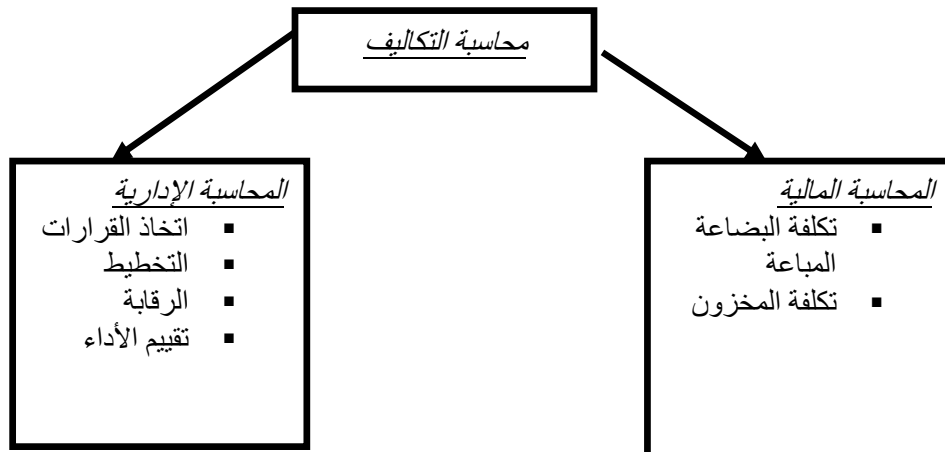 محاسبة التكاليف
المحاسبة المالية
▪ تكلفة البضاعة
المباعة
▪ تكلفة المخزون
المحاسبة الإدارية
▪ اتخاذ القرارات
▪ التخطيط
▪ الرقابة
▪ تقييم الأداء